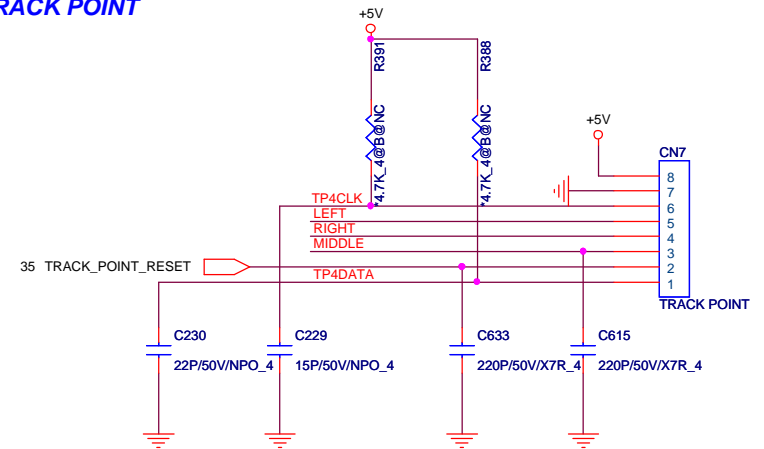 RACK POINT
+5V
R391
R388
*4.7K_4@B@NC
*4.7K_4@B@NC
+5V
CN7
8
7
TP4CLK
6
LEFT
5
RIGHT
4
MIDDLE
3
35 TRACK_POINT_RESET
2
TP4DATA
1
TRACK POINT
C230
C229
C633
C615
22P/50V/NPO_4
15P/50V/NPO_4
220P/50V/X7R_4
220P/50V/X7R_4